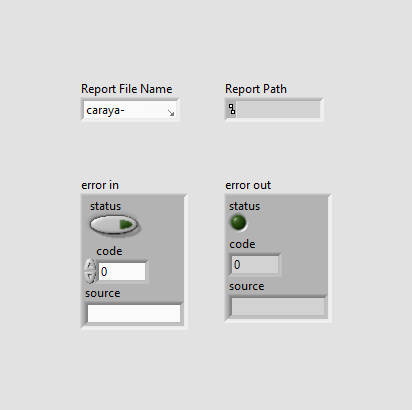 Report File Name
Report Path
caraya-
error in
error out
status
status
code
code
0
0
source
source